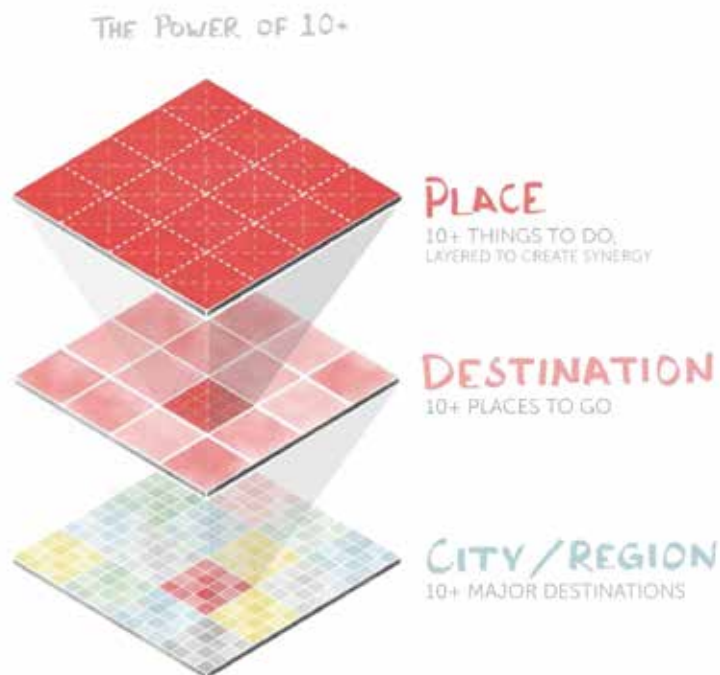 THE POWER OF 10+
PLACE
10+ THINGS TO DO,
LAYERED TO CREATE SYNERGY
DESTINATION
10+ PLACES TO GO
CITY/REGION
10+ MAJOR DESTINATIONS